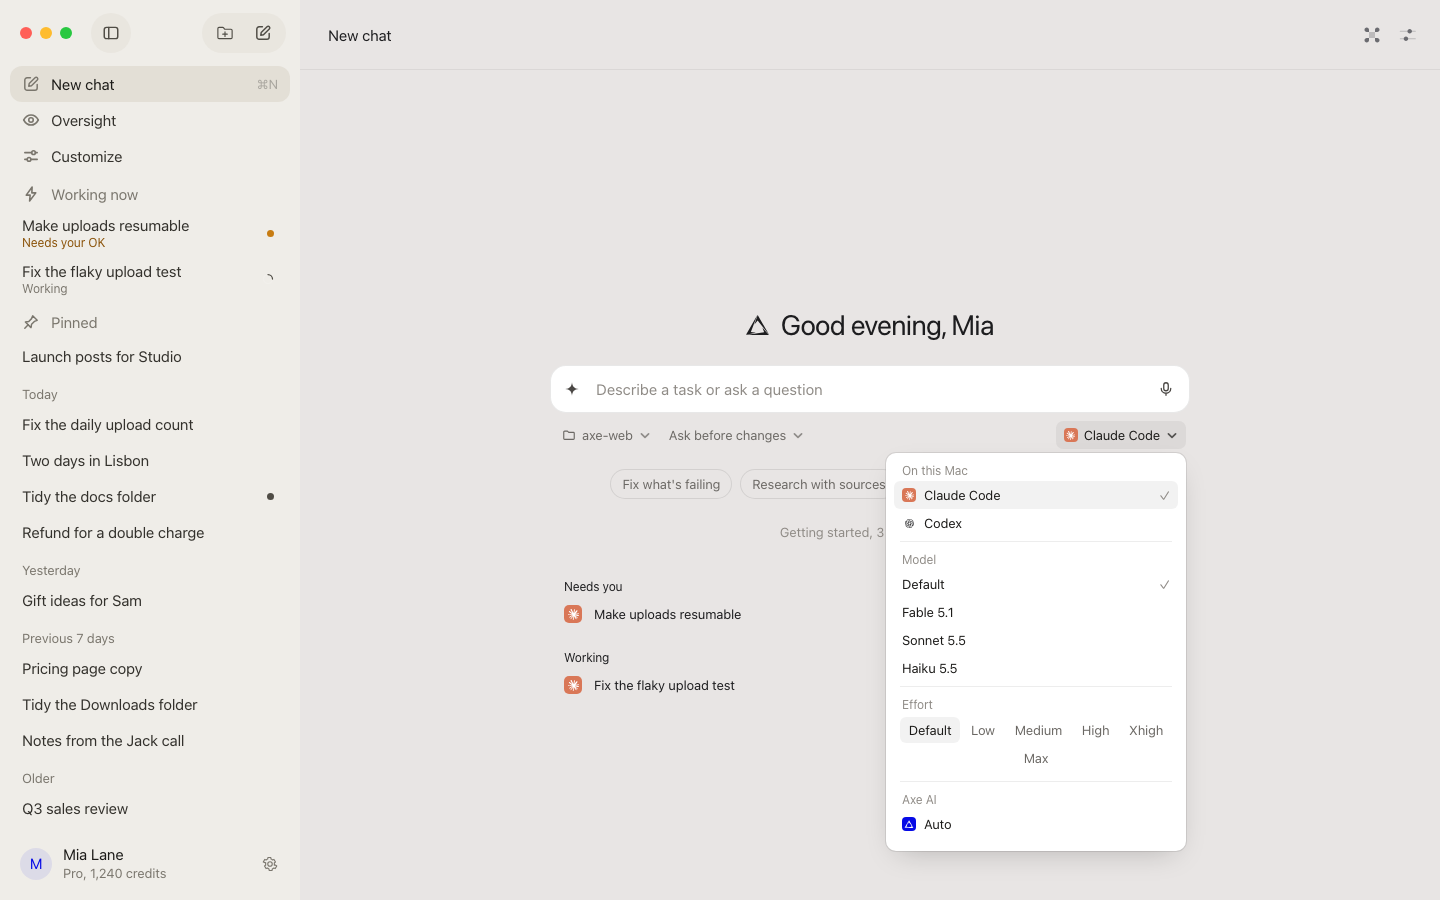 New chat
⌘N
Oversight
Customize
Working now
Make uploads resumable
Needs your OK
Fix the flaky upload test
Working
Pinned
Launch posts for Studio
Today
Fix the daily upload count
Two days in Lisbon
Tidy the docs folder
Refund for a double charge
Yesterday
Gift ideas for Sam
Previous 7 days
Pricing page copy
Tidy the Downloads folder
Notes from the Jack call
Older
Q3 sales review
M
Mia Lane
Pro, 1,240 credits
New chat
Good evening, Mia
Describe a task or ask a question
axe-web
Ask before changes
Claude Code
Fix what's failing
Research with sources
Getting started, 3
Needs you
Make uploads resumable
Working
Fix the flaky upload test
On this Mac
Claude Code
Codex
Model
Default
Fable 5.1
Sonnet 5.5
Haiku 5.5
Effort
Default Low Medium High Xhigh
Max
Axe AI
Auto